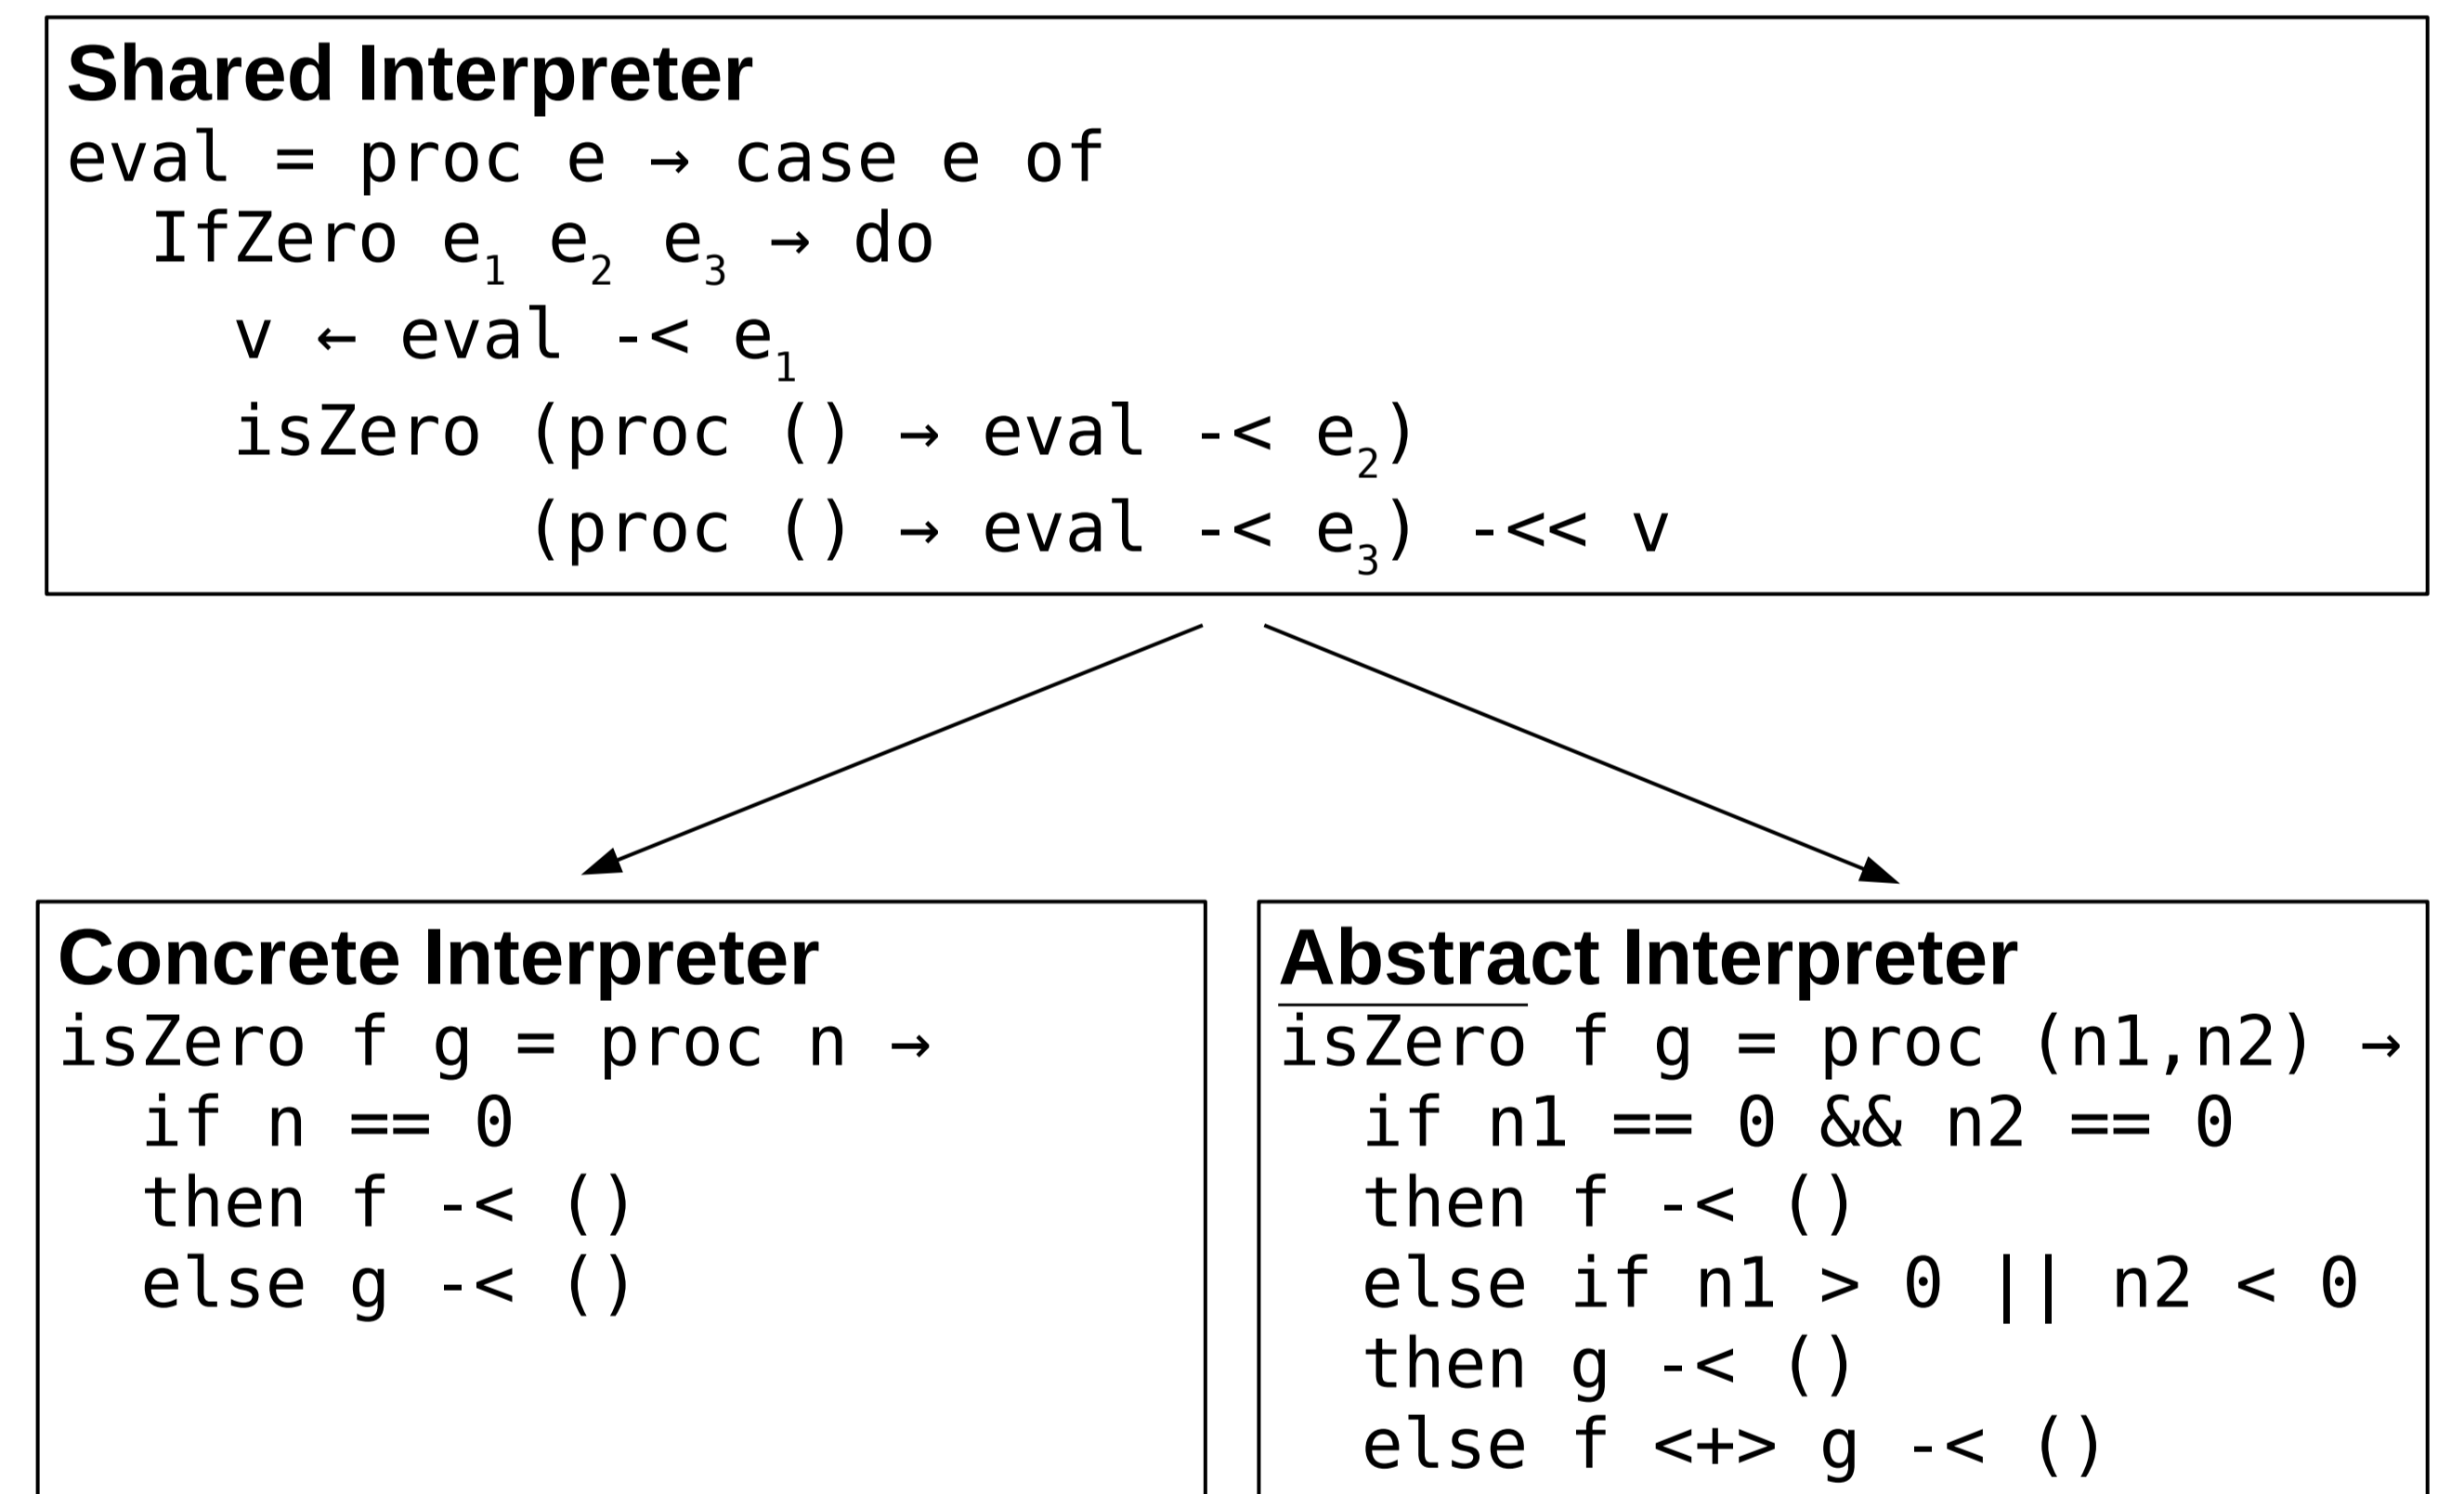 Shared Interpreter
eval = proc e → case e of
IfZero e₁ e₂ e₃ → do
v ← eval -< e₁
isZero (proc () → eval -< e₂)
(proc () → eval -< e₃) -<< v
Concrete Interpreter
isZero f g = proc n →
if n == 0
then f -< ()
else g -< ()
Abstract Interpreter
isZero f g = proc (n1,n2) →
if n1 == 0 && n2 == 0
then f -< ()
else if n1 > 0 || n2 < 0
then g -< ()
else f <+> g -< ()